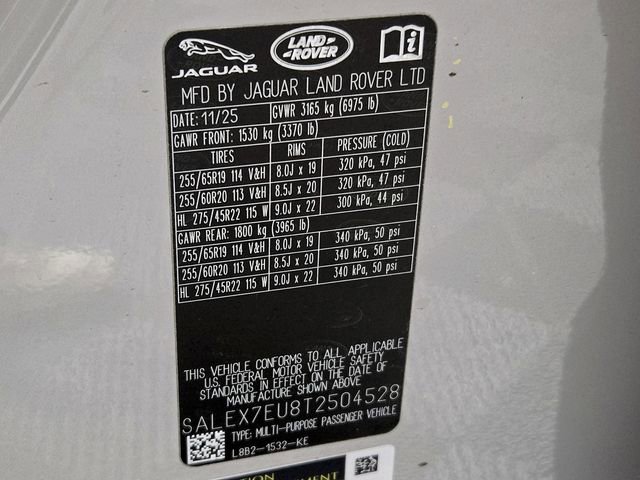 JAGUAR
LAND ROVER
i
MFD BY JAGUAR LAND ROVER LTD
DATE: 11/25 GVWR 3165 kg (6975 lb)
GAWR FRONT: 1530 kg (3370 lb)
TIRES RIMS PRESSURE (COLD)
255/65R19 114 V&H 8.0J x 19 320 kPa, 47 psi
255/60R20 113 V&H 8.5J x 20 320 kPa, 47 psi
HL 275/45R22 115 W 9.0J x 22 300 kPa, 44 psi
GAWR REAR: 1800 kg (3965 lb)
255/65R19 114 V&H 8.0J x 19 340 kPa, 50 psi
255/60R20 113 V&H 8.5J x 20 340 kPa, 50 psi
HL 275/45R22 115 W 9.0J x 22 340 kPa, 50 psi
THIS VEHICLE CONFORMS TO ALL APPLICABLE
U.S. FEDERAL MOTOR VEHICLE SAFETY
STANDARDS IN EFFECT ON THE DATE OF
MANUFACTURE SHOWN ABOVE
SALEX7EU8T2504528
TYPE: MULTI-PURPOSE PASSENGER VEHICLE
L8B2-1532-KE